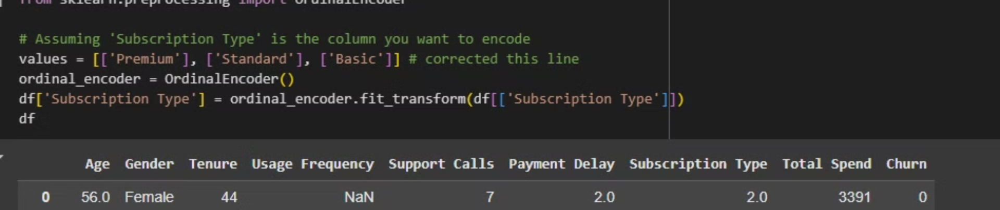 from sklearn.preprocessing import OrdinalEncoder
# Assuming 'Subscription Type' is the column you want to encode
values = [['Premium'], ['Standard'], ['Basic']] # corrected this line
ordinal_encoder = OrdinalEncoder()
df['Subscription Type'] = ordinal_encoder.fit_transform(df[['Subscription Type']])
df
Age Gender Tenure Usage Frequency Support Calls Payment Delay Subscription Type Total Spend Churn
0 56.0 Female 44 NaN 7 2.0 2.0 3391 0